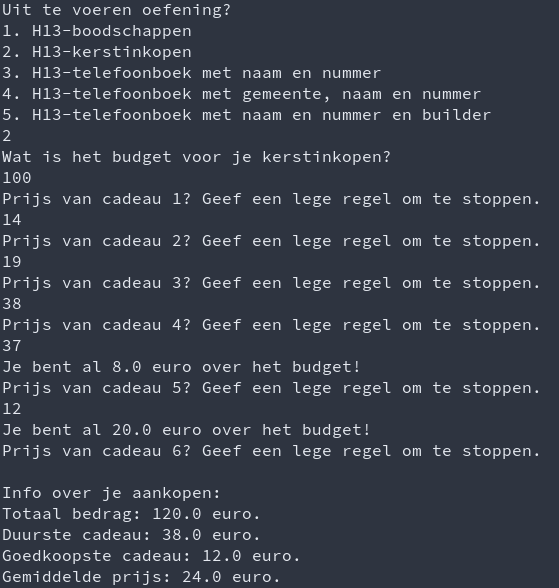 Uit te voeren oefening?
1. H13-boodschappen
2. H13-kerstinkopen
3. H13-telefoonboek met naam en nummer
4. H13-telefoonboek met gemeente, naam en nummer
5. H13-telefoonboek met naam en nummer en builder
2
Wat is het budget voor je kerstinkopen?
100
Prijs van cadeau 1? Geef een lege regel om te stoppen.
14
Prijs van cadeau 2? Geef een lege regel om te stoppen.
19
Prijs van cadeau 3? Geef een lege regel om te stoppen.
38
Prijs van cadeau 4? Geef een lege regel om te stoppen.
37
Je bent al 8.0 euro over het budget!
Prijs van cadeau 5? Geef een lege regel om te stoppen.
12
Je bent al 20.0 euro over het budget!
Prijs van cadeau 6? Geef een lege regel om te stoppen.

Info over je aankopen:
Totaal bedrag: 120.0 euro.
Duurste cadeau: 38.0 euro.
Goedkoopste cadeau: 12.0 euro.
Gemiddelde prijs: 24.0 euro.